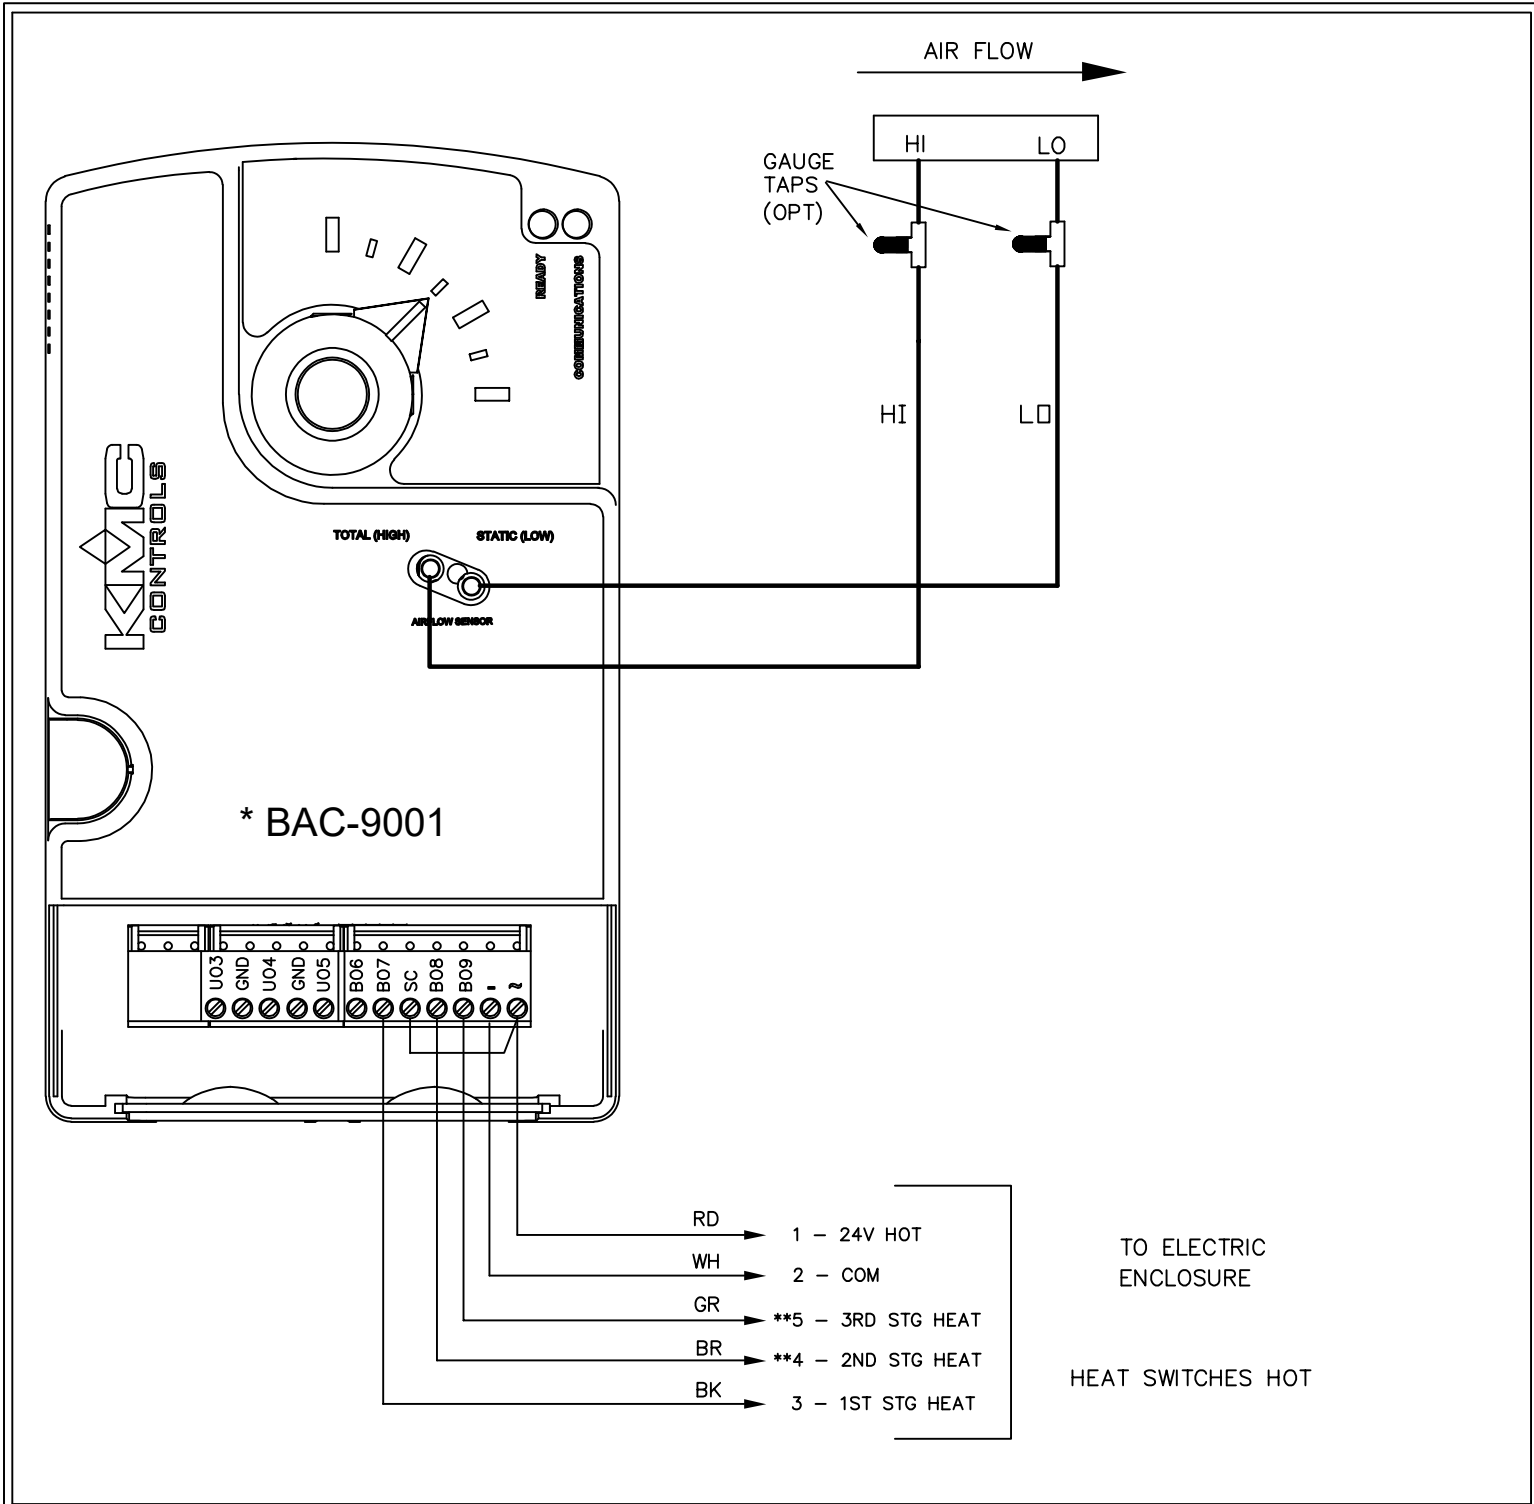 AIR FLOW
HI
LO
GAUGE
TAPS
(OPT)
READY
COMMUNICATIONS
HI
LO
KMC
CONTROLS
TOTAL (HIGH)
STATIC (LOW)
AIRFLOW SENSOR
* BAC-9001
UO3
GND
UO4
GND
UO5
BO6
BO7
SC
BO8
BO9
-
~
RD
1 - 24V HOT
WH
2 - COM
GR
**5 - 3RD STG HEAT
BR
**4 - 2ND STG HEAT
BK
3 - 1ST STG HEAT
TO ELECTRIC
ENCLOSURE
HEAT SWITCHES HOT